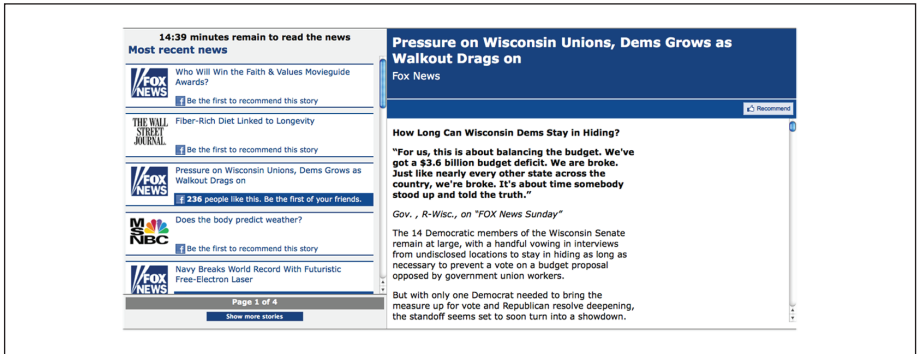 14:39 minutes remain to read the news
Most recent news
FOX
NEWS
Who Will Win the Faith & Values Movieguide
Awards?
f Be the first to recommend this story
THE WALL
STREET
JOURNAL.
Fiber-Rich Diet Linked to Longevity
f Be the first to recommend this story
FOX
NEWS
Pressure on Wisconsin Unions, Dems Grows as
Walkout Drags on
f 236 people like this. Be the first of your friends.
M
S
NBC
Does the body predict weather?
f Be the first to recommend this story
FOX
NEWS
Navy Breaks World Record With Futuristic
Free-Electron Laser
Page 1 of 4
Show more stories
Pressure on Wisconsin Unions, Dems Grows as
Walkout Drags on
Fox News
Recommend
How Long Can Wisconsin Dems Stay in Hiding?
“For us, this is about balancing the budget. We've
got a $3.6 billion budget deficit. We are broke.
Just like nearly every other state across the
country, we're broke. It's about time somebody
stood up and told the truth.”
Gov. , R-Wisc., on “FOX News Sunday”
The 14 Democratic members of the Wisconsin Senate
remain at large, with a handful vowing in interviews
from undisclosed locations to stay in hiding as long as
necessary to prevent a vote on a budget proposal
opposed by government union workers.
But with only one Democrat needed to bring the
measure up for vote and Republican resolve deepening,
the standoff seems set to soon turn into a showdown.